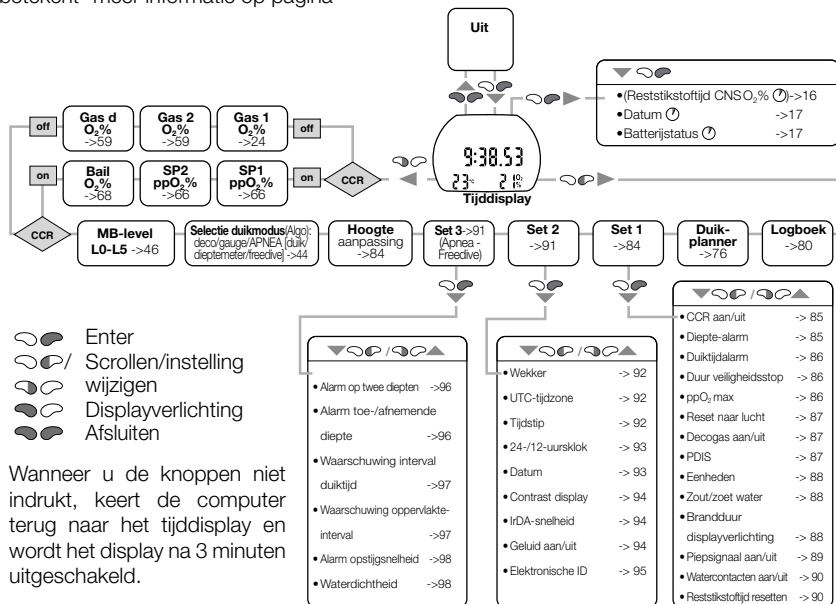 betekent "meer informatie op pagina"
Uit
•(Reststikstoftijd CNS O₂% )->16
•Datum ->17
•Batterijstatus ->17
off
Gas d
O₂%
->59
Gas 2
O₂%
->59
Gas 1
O₂%
->24
off
on
Bail
O₂%
->68
SP2
ppO₂%
->66
SP1
ppO₂%
->66
on
CCR
9:38.53
23 21 O₂%
Tijddisplay
CCR
MB-level
L0-L5 ->46
Selectie duikmodus(Algo):
deco/gauge/APNEA [duik/
dieptemeter/freedive] ->44
Hoogte
aanpassing
->84
Set 3->91
(Apnea -
Freedive)
Set 2
->91
Set 1
->84
Duik-
planner
->76
Logboek
->80
Enter
/ Scrollen/instelling
wijzigen
Displayverlichting
Afsluiten
Wanneer u de knoppen niet
indrukt, keert de computer
terug naar het tijddisplay en
wordt het display na 3 minuten
uitgeschakeld.
/
•Alarm op twee diepten ->96
•Alarm toe-/afnemende
diepte ->96
•Waarschuwing interval
duiktijd ->97
•Waarschuwing oppervlakte-
interval ->97
•Alarm opstijgsnelheid ->98
•Waterdichtheid ->98
/
•Wekker -> 92
•UTC-tijdzone -> 92
•Tijdstip -> 92
•24-/12-uursklok -> 93
•Datum -> 93
•Contrast display -> 94
•IrDA-snelheid -> 94
•Geluid aan/uit -> 94
•Elektronische ID -> 95
/
•CCR aan/uit -> 85
•Diepte-alarm -> 85
•Duiktijdalarm -> 86
•Duur veiligheidsstop -> 86
•ppO₂ max -> 86
•Reset naar lucht -> 87
•Decogas aan/uit -> 87
•PDIS -> 87
•Eenheden -> 88
•Zout/zoet water -> 88
•Brandduur
displayverlichting -> 88
•Piepsignaal aan/uit -> 89
•Watercontacten aan/uit -> 90
•Reststikstoftijd resetten -> 90